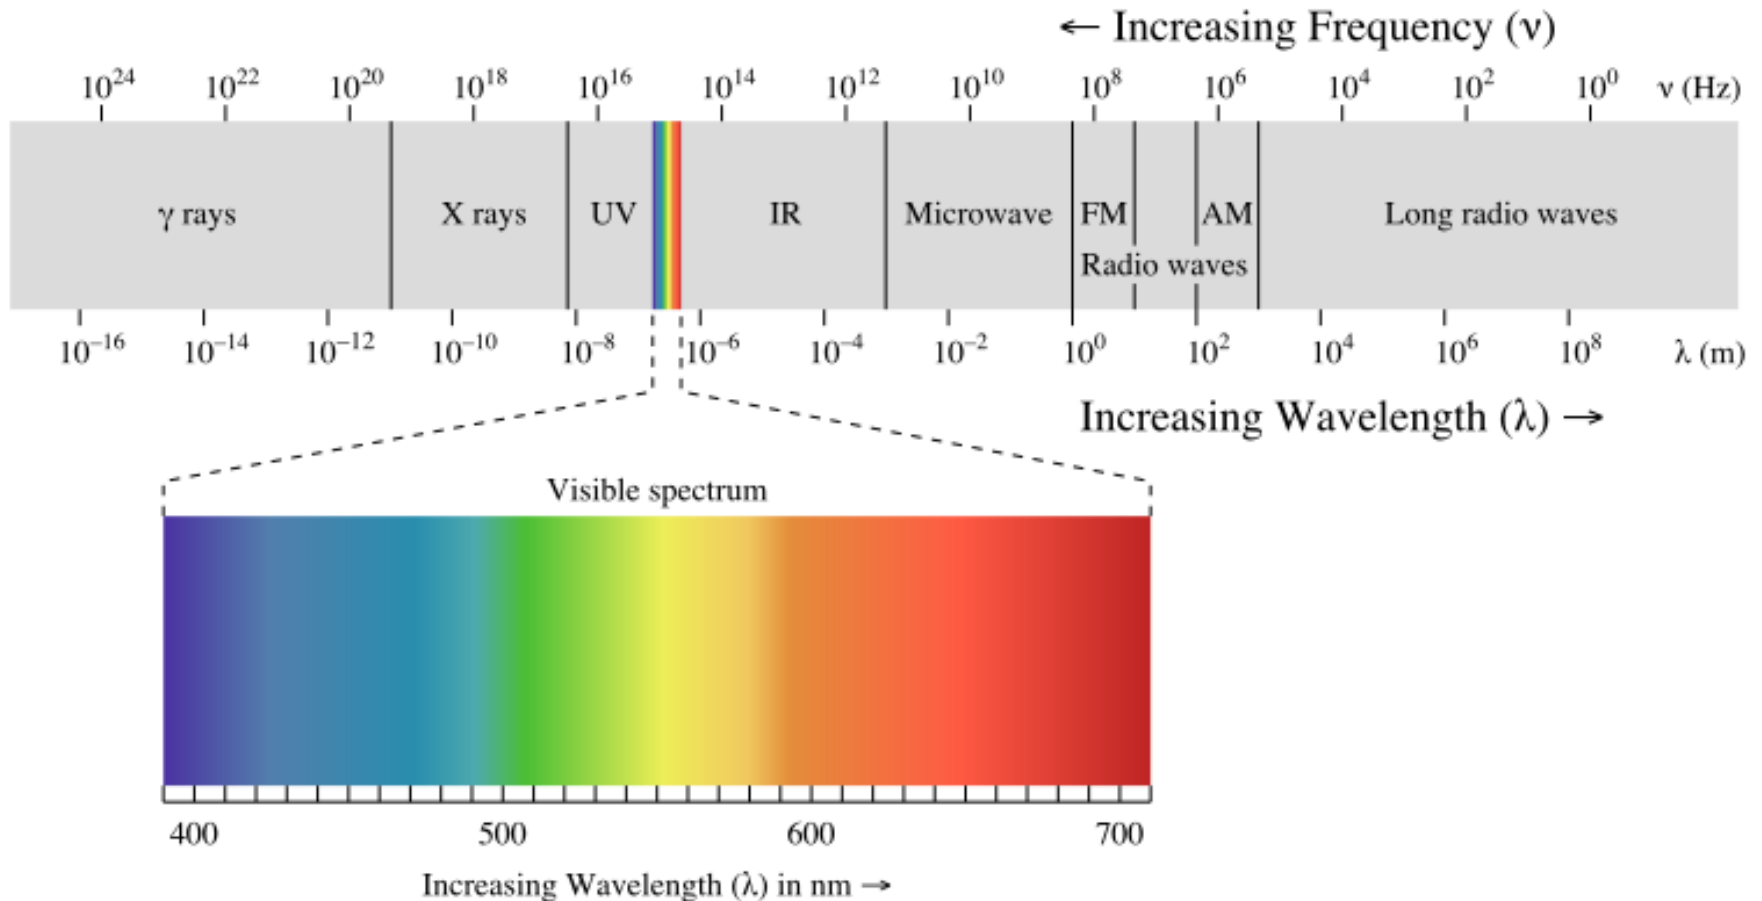 ← Increasing Frequency (ν)
10²⁴ 10²² 10²⁰ 10¹⁸ 10¹⁶ 10¹⁴ 10¹² 10¹⁰ 10⁸ 10⁶ 10⁴ 10² 10⁰ ν (Hz)
γ rays X rays UV IR Microwave FM AM Long radio waves
Radio waves
10⁻¹⁶ 10⁻¹⁴ 10⁻¹² 10⁻¹⁰ 10⁻⁸ 10⁻⁶ 10⁻⁴ 10⁻² 10⁰ 10² 10⁴ 10⁶ 10⁸ λ (m)
Increasing Wavelength (λ) →
Visible spectrum
400 500 600 700
Increasing Wavelength (λ) in nm →